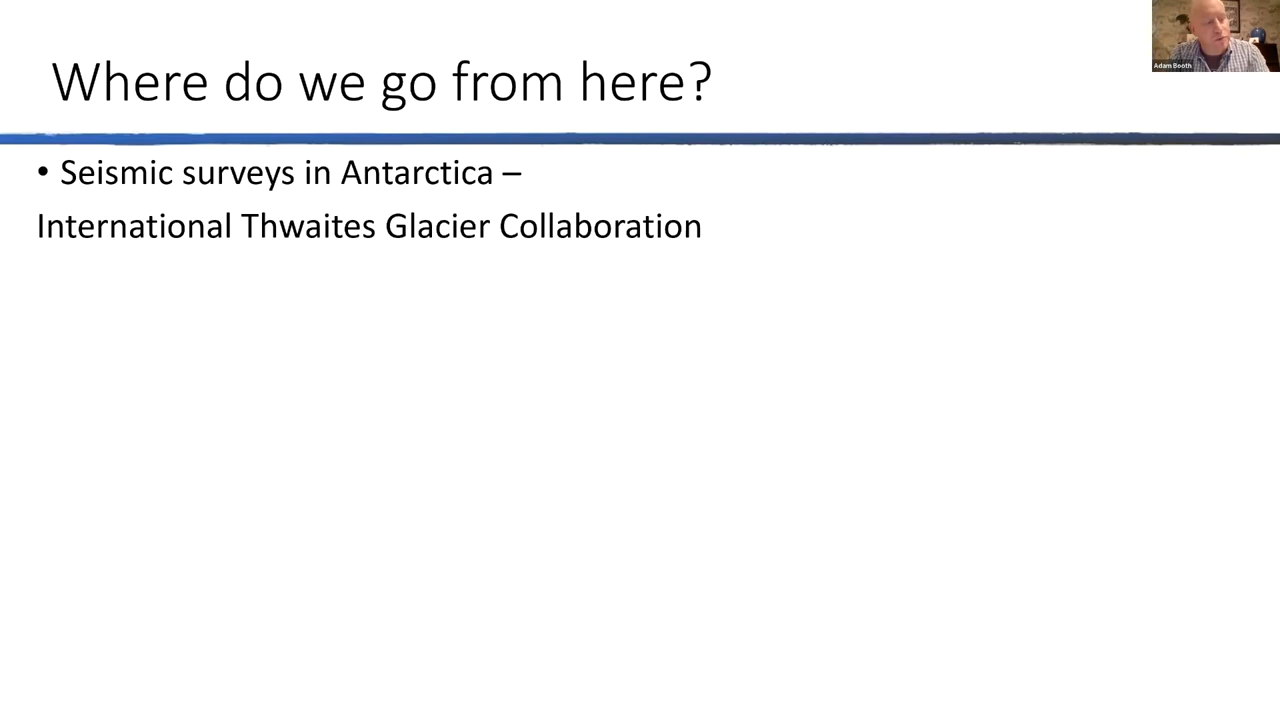 Where do we go from here?
• Seismic surveys in Antarctica –
International Thwaites Glacier Collaboration
Adam Booth